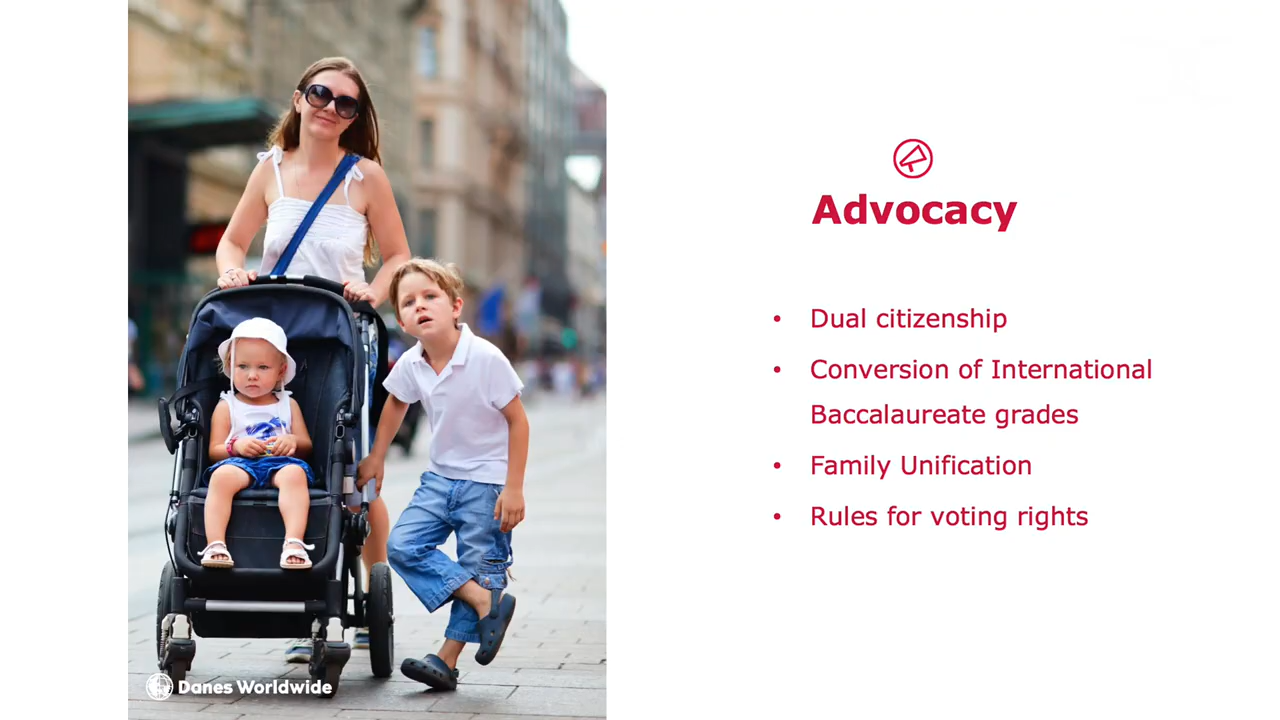 Advocacy
• Dual citizenship
• Conversion of International
Baccalaureate grades
• Family Unification
• Rules for voting rights
Danes Worldwide